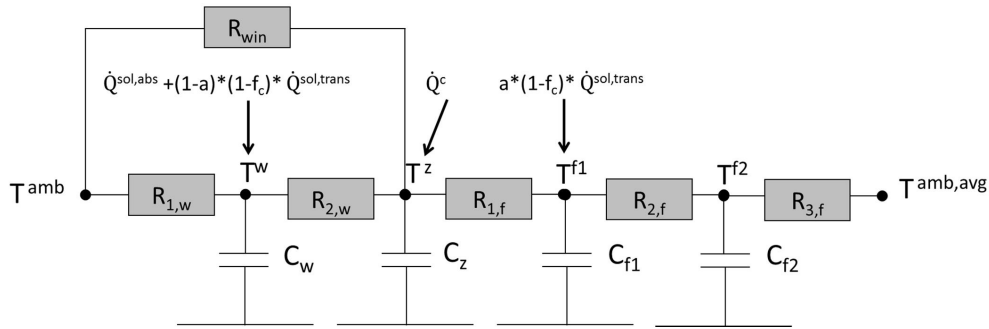 R_win
Q̇^sol,abs +(1-a)*(1-f_c)* Q̇^sol,trans
Q̇^c
a*(1-f_c)* Q̇^sol,trans
T^amb
R_1,w
T^w
R_2,w
T^z
R_1,f
T^f1
R_2,f
T^f2
R_3,f
T^amb,avg
C_w
C_z
C_f1
C_f2